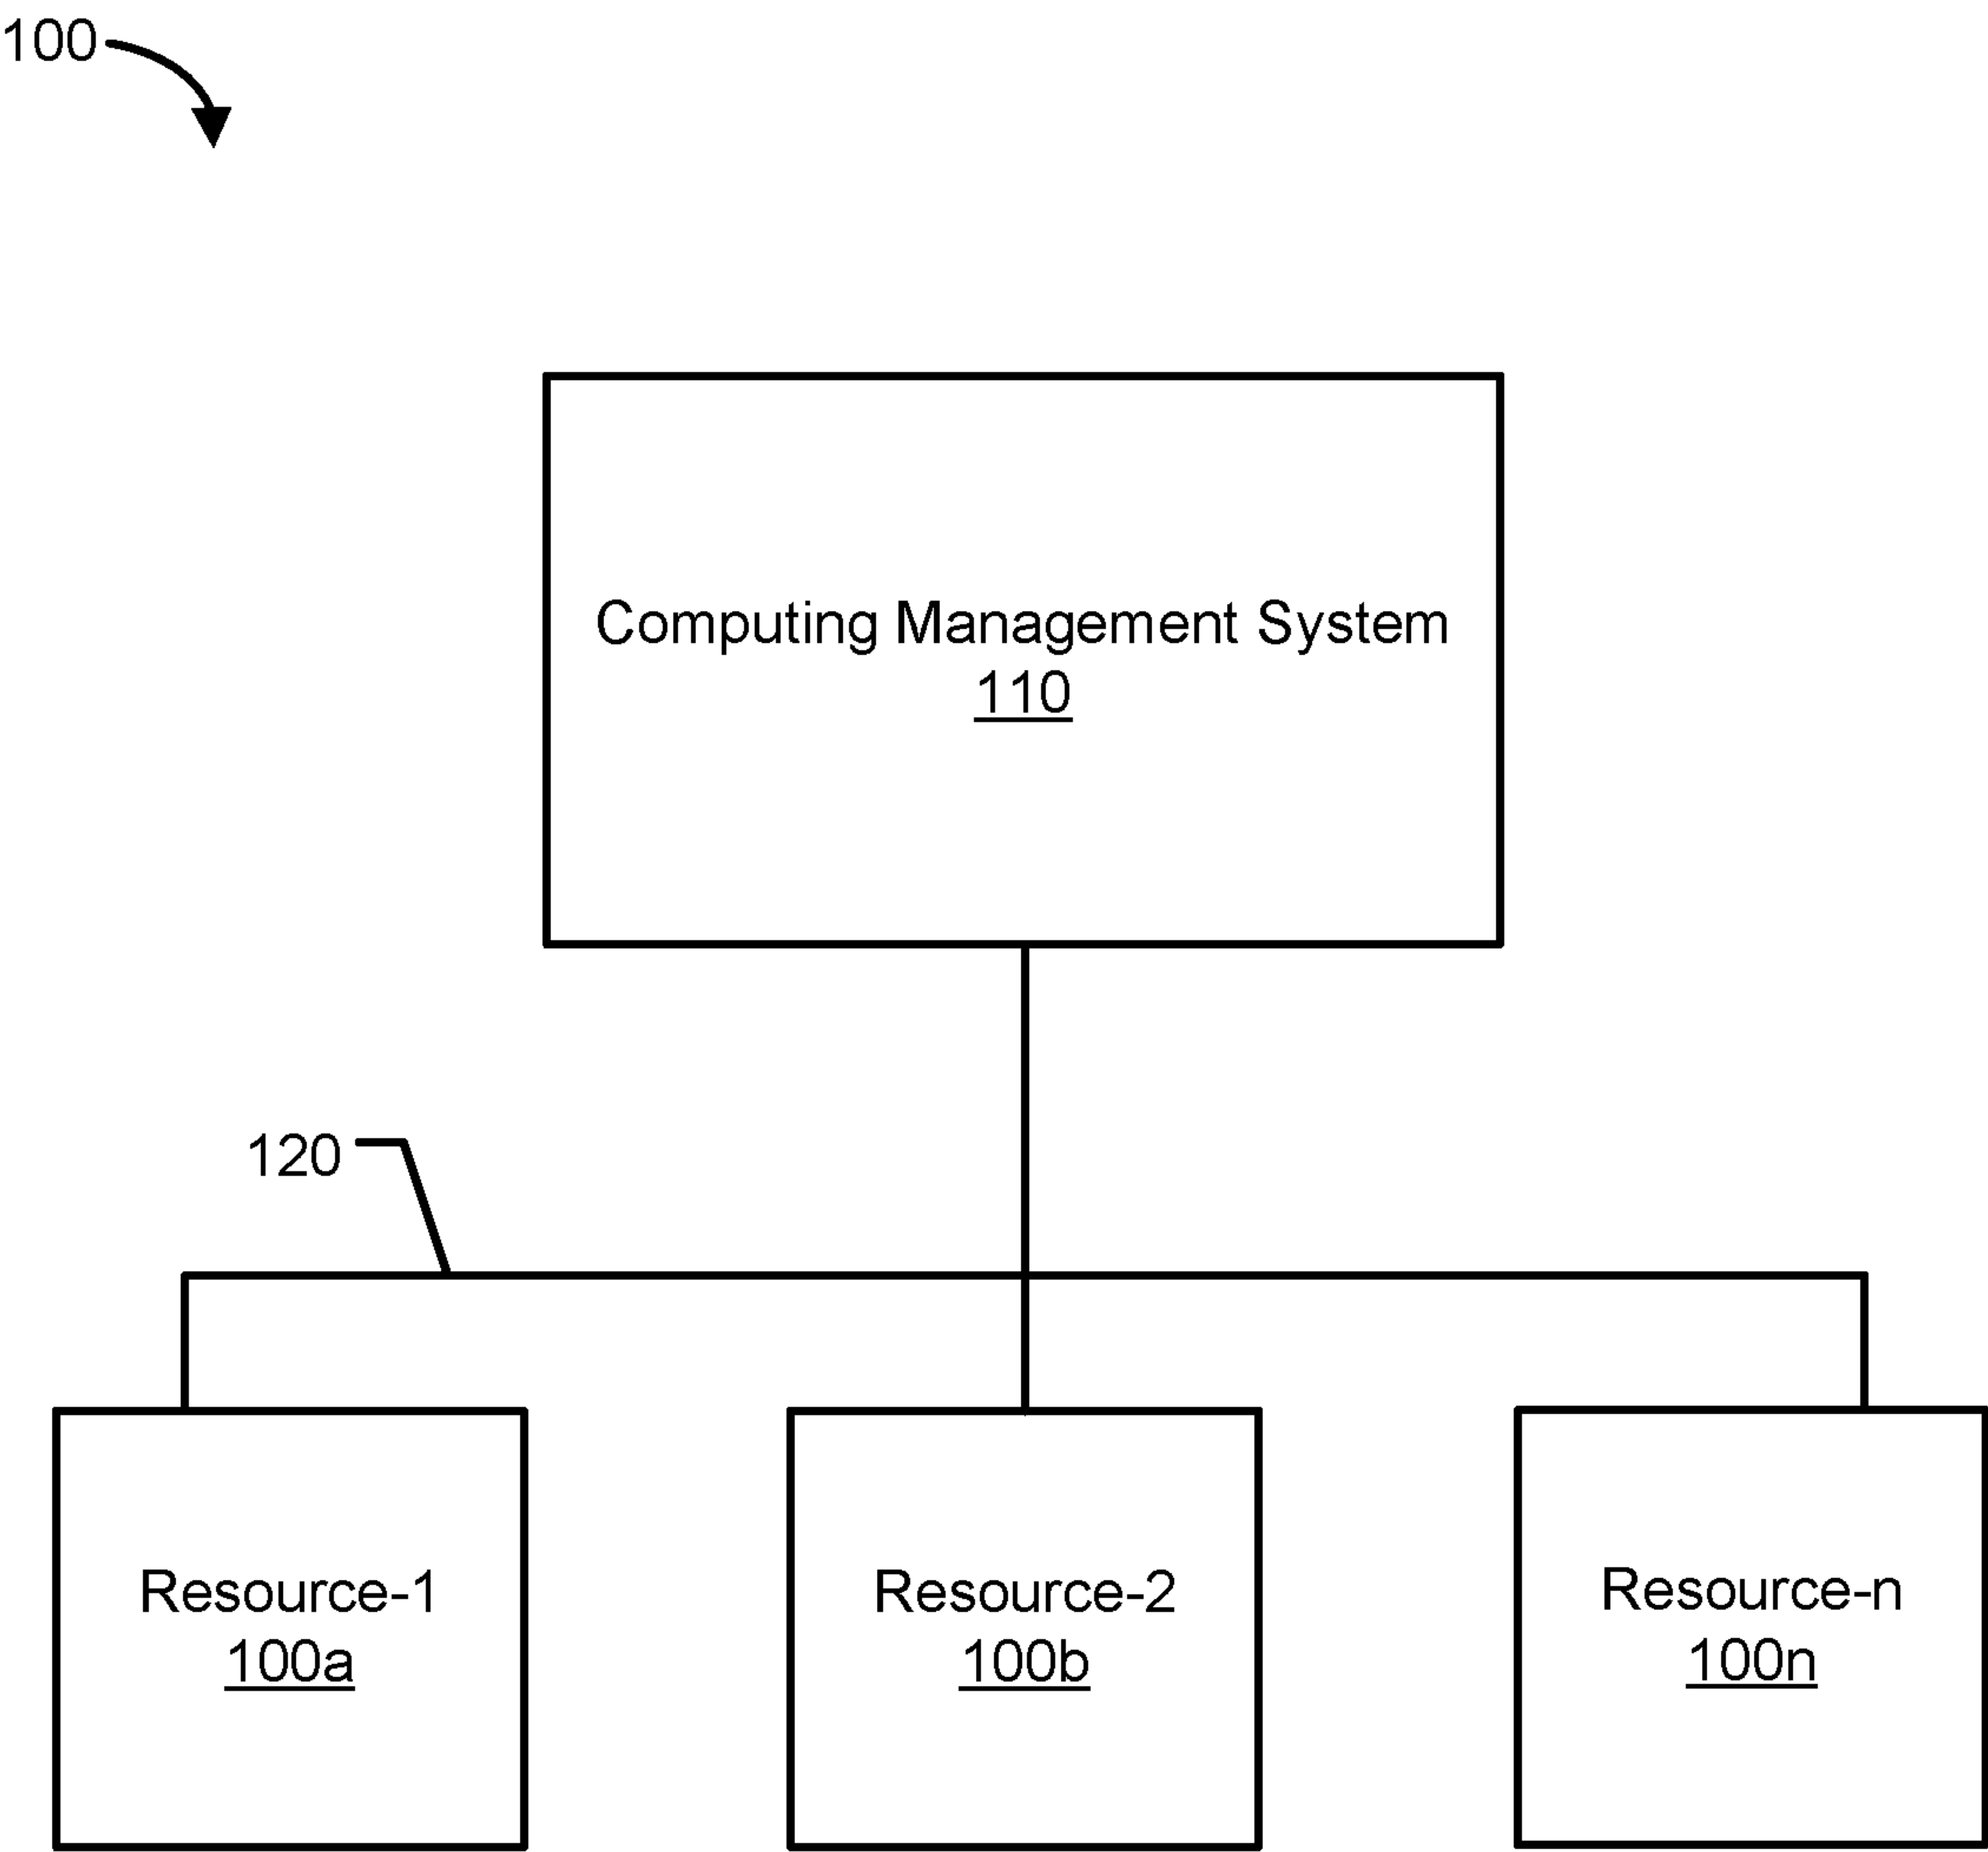 100
Computing Management System
110
120
Resource-1
100a
Resource-2
100b
Resource-n
100n